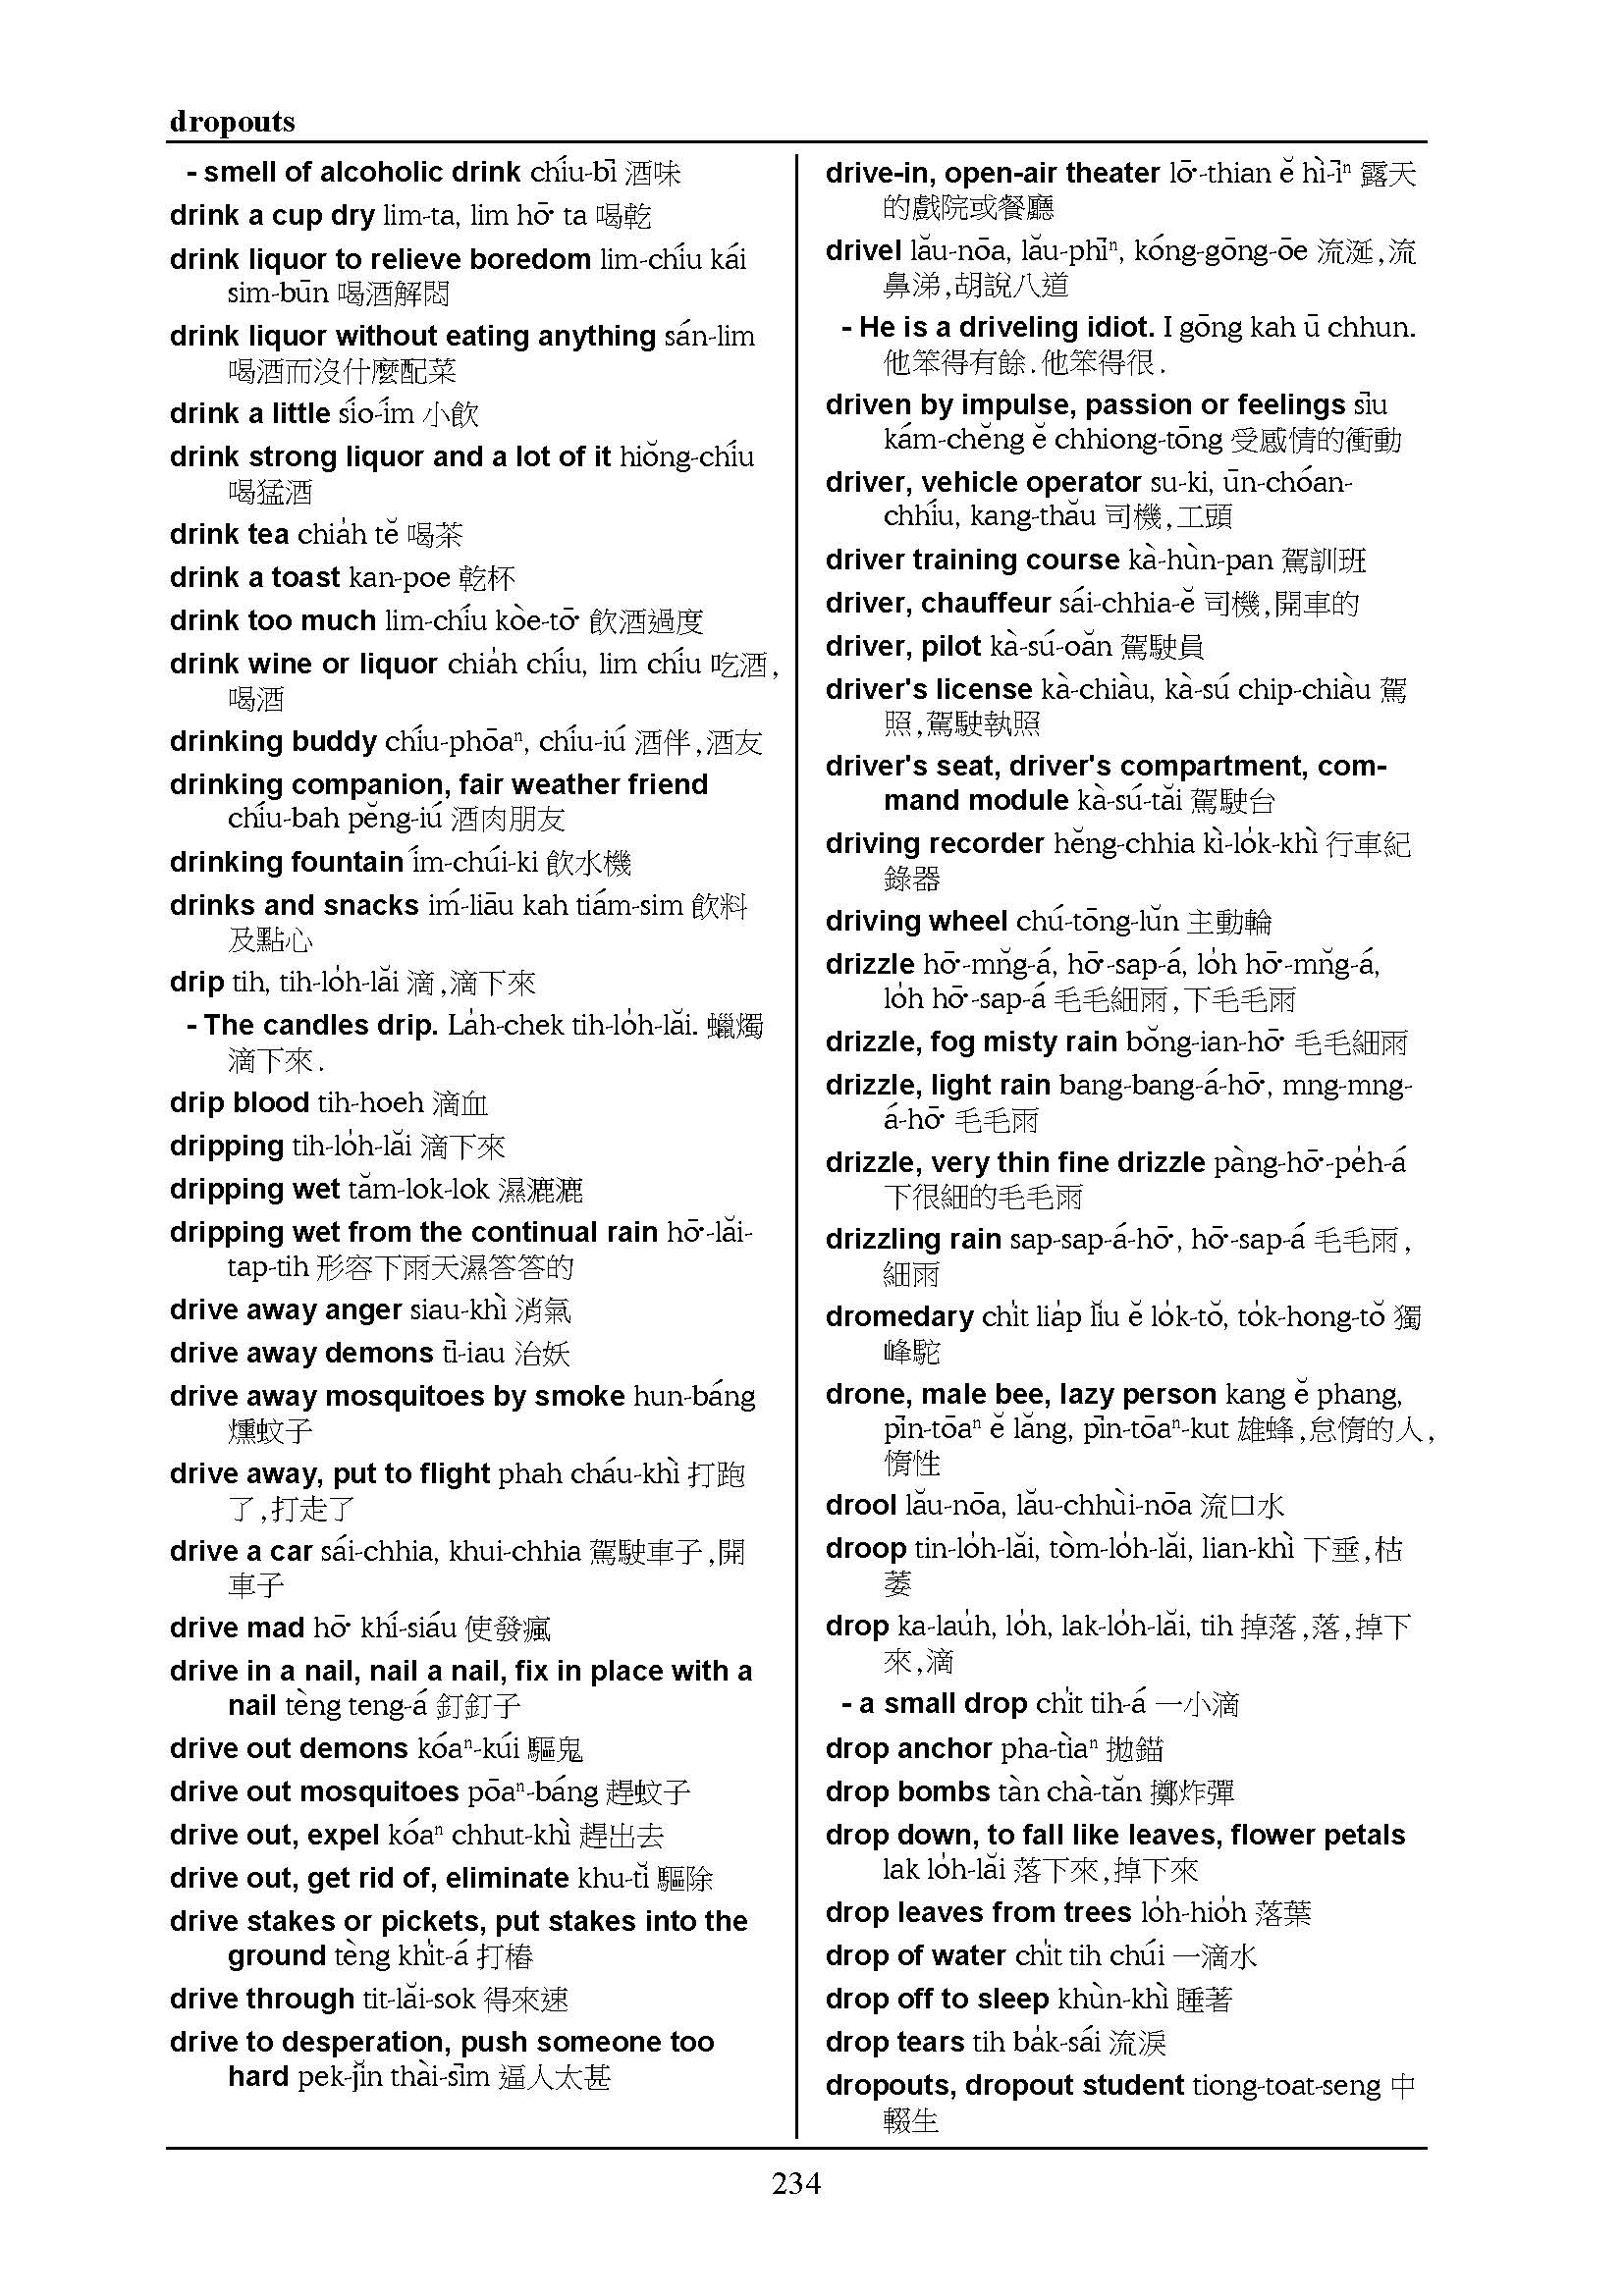 dropouts
- smell of alcoholic drink chíu-bī 酒味
drink a cup dry lim-ta, lim hō͘ ta 喝乾
drink liquor to relieve boredom lim-chíu kái
sim-būn 喝酒解悶
drink liquor without eating anything sán-lim
喝酒而沒什麼配菜
drink a little sío-ím 小飲
drink strong liquor and a lot of it hiŏng-chíu
喝猛酒
drink tea chia̍h tĕ 喝茶
drink a toast kan-poe 乾杯
drink too much lim-chíu kòe-tō͘ 飲酒過度
drink wine or liquor chia̍h chíu, lim chíu 吃酒,
喝酒
drinking buddy chíu-phōaⁿ, chíu-iú 酒伴,酒友
drinking companion, fair weather friend
chíu-bah pĕng-iú 酒肉朋友
drinking fountain ím-chúi-ki 飲水機
drinks and snacks iḿ-liāu kah tiám-sim 飲料
及點心
drip tih, tih-lo̍h-lăi 滴,滴下來
- The candles drip. La̍h-chek tih-lo̍h-lăi. 蠟燭
滴下來.
drip blood tih-hoeh 滴血
dripping tih-lo̍h-lăi 滴下來
dripping wet tăm-lok-lok 濕漉漉
dripping wet from the continual rain hō͘-lăi-
tap-tih 形容下雨天濕答答的
drive away anger siau-khì 消氣
drive away demons tī-iau 治妖
drive away mosquitoes by smoke hun-báng
燻蚊子
drive away, put to flight phah cháu-khì 打跑
了,打走了
drive a car sái-chhia, khui-chhia 駕駛車子,開
車子
drive mad hō͘ khí-siáu 使發瘋
drive in a nail, nail a nail, fix in place with a
nail tèng teng-á 釘釘子
drive out demons kóaⁿ-kúi 驅鬼
drive out mosquitoes pōaⁿ-báng 趕蚊子
drive out, expel kóaⁿ chhut-khì 趕出去
drive out, get rid of, eliminate khu-tĭ 驅除
drive stakes or pickets, put stakes into the
ground tèng khi̍t-á 打樁
drive through tit-lăi-sok 得來速
drive to desperation, push someone too
hard pek-jĭn thài-sīm 逼人太甚
drive-in, open-air theater lō͘-thian ĕ hì-īⁿ 露天
的戲院或餐廳
drivel lău-nōa, lău-phīⁿ, kóng-gōng-ōe 流涎,流
鼻涕,胡說八道
- He is a driveling idiot. I gōng kah ū chhun.
他笨得有餘.他笨得很.
driven by impulse, passion or feelings sīu
kám-chĕng ĕ chhiong-tōng 受感情的衝動
driver, vehicle operator su-ki, ūn-chóan-
chhíu, kang-thău 司機,工頭
driver training course kà-hùn-pan 駕訓班
driver, chauffeur sái-chhia-ĕ 司機,開車的
driver, pilot kà-sú-oăn 駕駛員
driver's license kà-chiàu, kà-sú chip-chiàu 駕
照,駕駛執照
driver's seat, driver's compartment, com-
mand module kà-sú-tăi 駕駛台
driving recorder hĕng-chhia kì-lo̍k-khì 行車紀
錄器
driving wheel chú-tōng-lŭn 主動輪
drizzle hō͘-mn̆g-á, hō͘-sap-á, lo̍h hō͘-mn̆g-á,
lo̍h hō͘-sap-á 毛毛細雨,下毛毛雨
drizzle, fog misty rain bŏng-ian-hō͘ 毛毛細雨
drizzle, light rain bang-bang-á-hō͘, mng-mng-
á-hō͘ 毛毛雨
drizzle, very thin fine drizzle pàng-hō͘-pe̍h-á
下很細的毛毛雨
drizzling rain sap-sap-á-hō͘, hō͘-sap-á 毛毛雨,
細雨
dromedary chi̍t lia̍p lĭu ĕ lo̍k-tŏ, to̍k-hong-tŏ 獨
峰駝
drone, male bee, lazy person kang ĕ phang,
pīn-tōaⁿ ĕ lăng, pīn-tōaⁿ-kut 雄蜂,怠惰的人,
惰性
drool lău-nōa, lău-chhùi-nōa 流口水
droop tin-lo̍h-lăi, tòm-lo̍h-lăi, lian-khì 下垂,枯
萎
drop ka-lau̍h, lo̍h, lak-lo̍h-lăi, tih 掉落,落,掉下
來,滴
- a small drop chi̍t tih-á 一小滴
drop anchor pha-tìaⁿ 拋錨
drop bombs tàn chà-tăn 擲炸彈
drop down, to fall like leaves, flower petals
lak lo̍h-lăi 落下來,掉下來
drop leaves from trees lo̍h-hio̍h 落葉
drop of water chi̍t tih chúi 一滴水
drop off to sleep khùn-khì 睡著
drop tears tih ba̍k-sái 流淚
dropouts, dropout student tiong-toat-seng 中
輟生
234